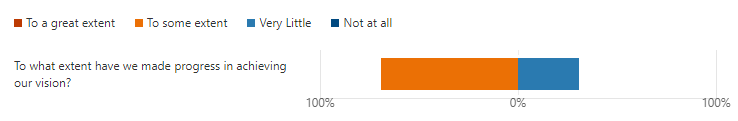 To a great extent To some extent Very Little Not at all
To what extent have we made progress in achieving
our vision?
100% 0% 100%